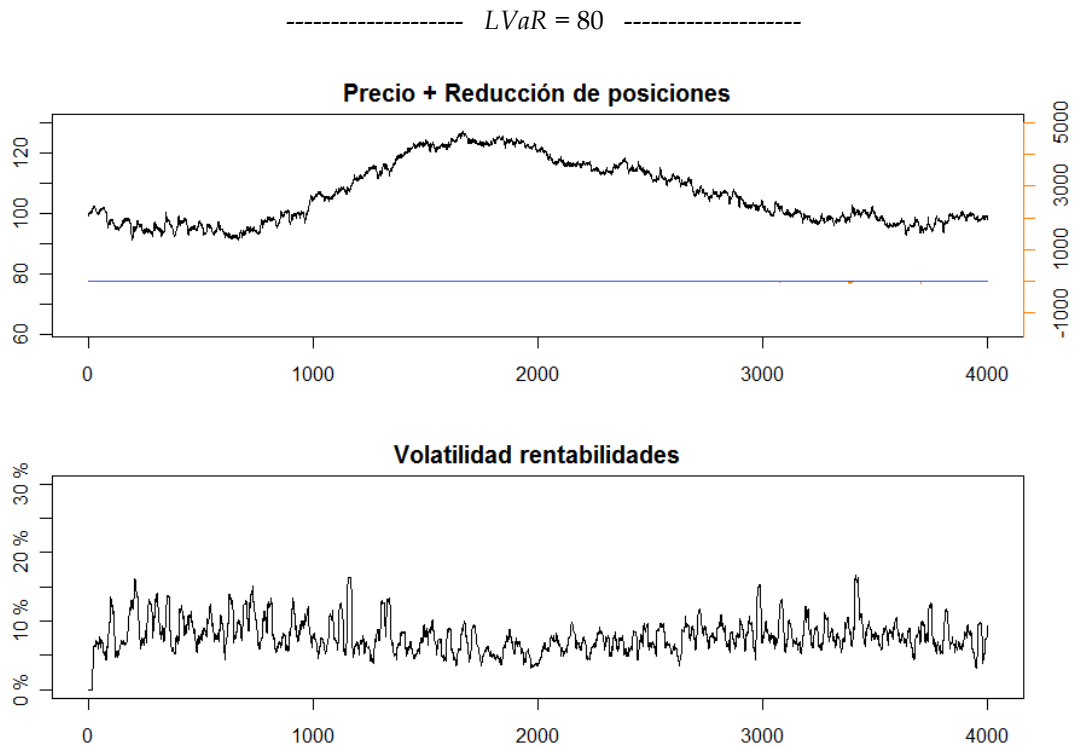 -------------------- LVaR = 80 --------------------
Precio + Reducción de posiciones
60 80 100 120
-1000 1000 3000 5000
0 1000 2000 3000 4000
Volatilidad rentabilidades
0 % 10 % 20 % 30 %
0 1000 2000 3000 4000